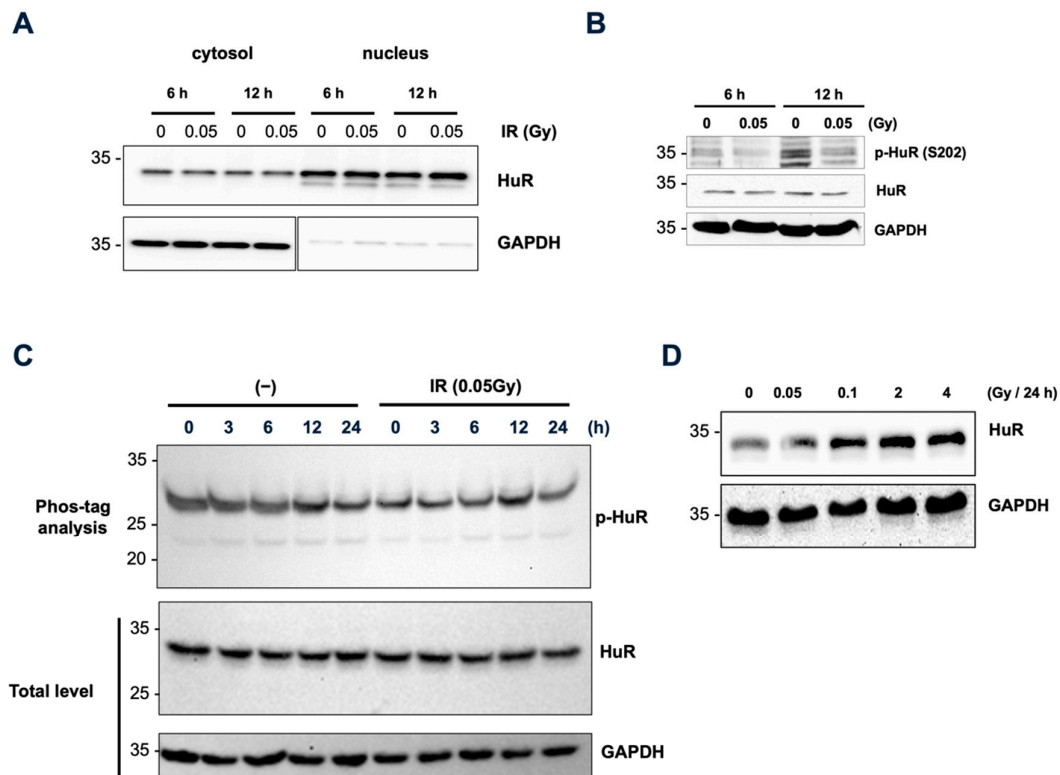 A
cytosol nucleus
6 h 12 h 6 h 12 h
0 0.05 0 0.05 0 0.05 0 0.05 IR (Gy)
35 - HuR
35 - GAPDH
B
6 h 12 h
0 0.05 0 0.05 (Gy)
35 - p-HuR (S202)
35 - HuR
35 - GAPDH
C
(−) IR (0.05Gy)
0 3 6 12 24 0 3 6 12 24 (h)
35 -
Phos-tag
analysis
p-HuR
25 -
20 -
35 -
HuR
Total level
25 -
35 - GAPDH
D
0 0.05 0.1 2 4 (Gy / 24 h)
35 - HuR
35 - GAPDH